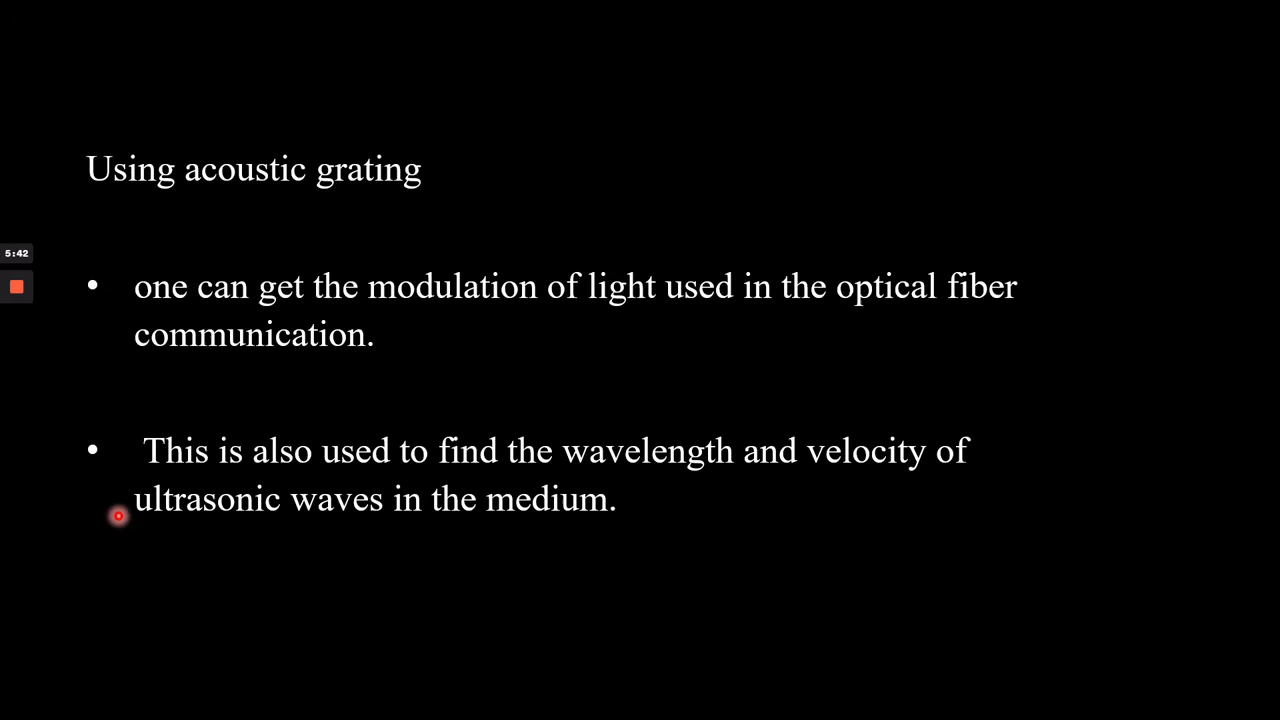 Using acoustic grating
5:42
• one can get the modulation of light used in the optical fiber
communication.
• This is also used to find the wavelength and velocity of
ultrasonic waves in the medium.